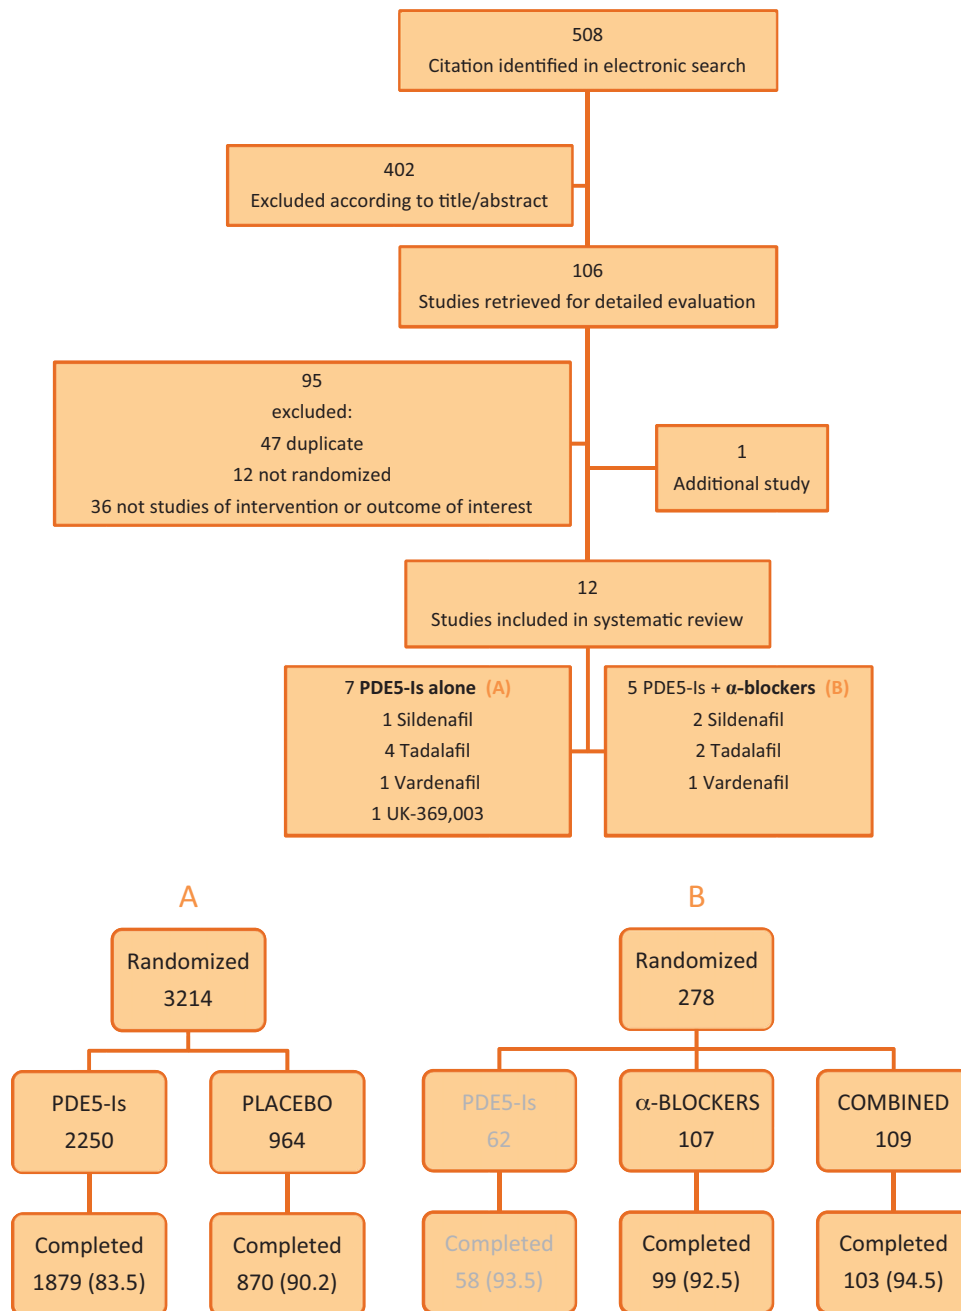 508
Citation identified in electronic search
402
Excluded according to title/abstract
106
Studies retrieved for detailed evaluation
95
excluded:
47 duplicate
12 not randomized
36 not studies of intervention or outcome of interest
1
Additional study
12
Studies included in systematic review
7 PDE5-Is alone (A)
1 Sildenafil
4 Tadalafil
1 Vardenafil
1 UK-369,003
5 PDE5-Is + α-blockers (B)
2 Sildenafil
2 Tadalafil
1 Vardenafil
A
Randomized
3214
PDE5-Is
2250
PLACEBO
964
Completed
1879 (83.5)
Completed
870 (90.2)
B
Randomized
278
PDE5-Is
62
α-BLOCKERS
107
COMBINED
109
Completed
58 (93.5)
Completed
99 (92.5)
Completed
103 (94.5)